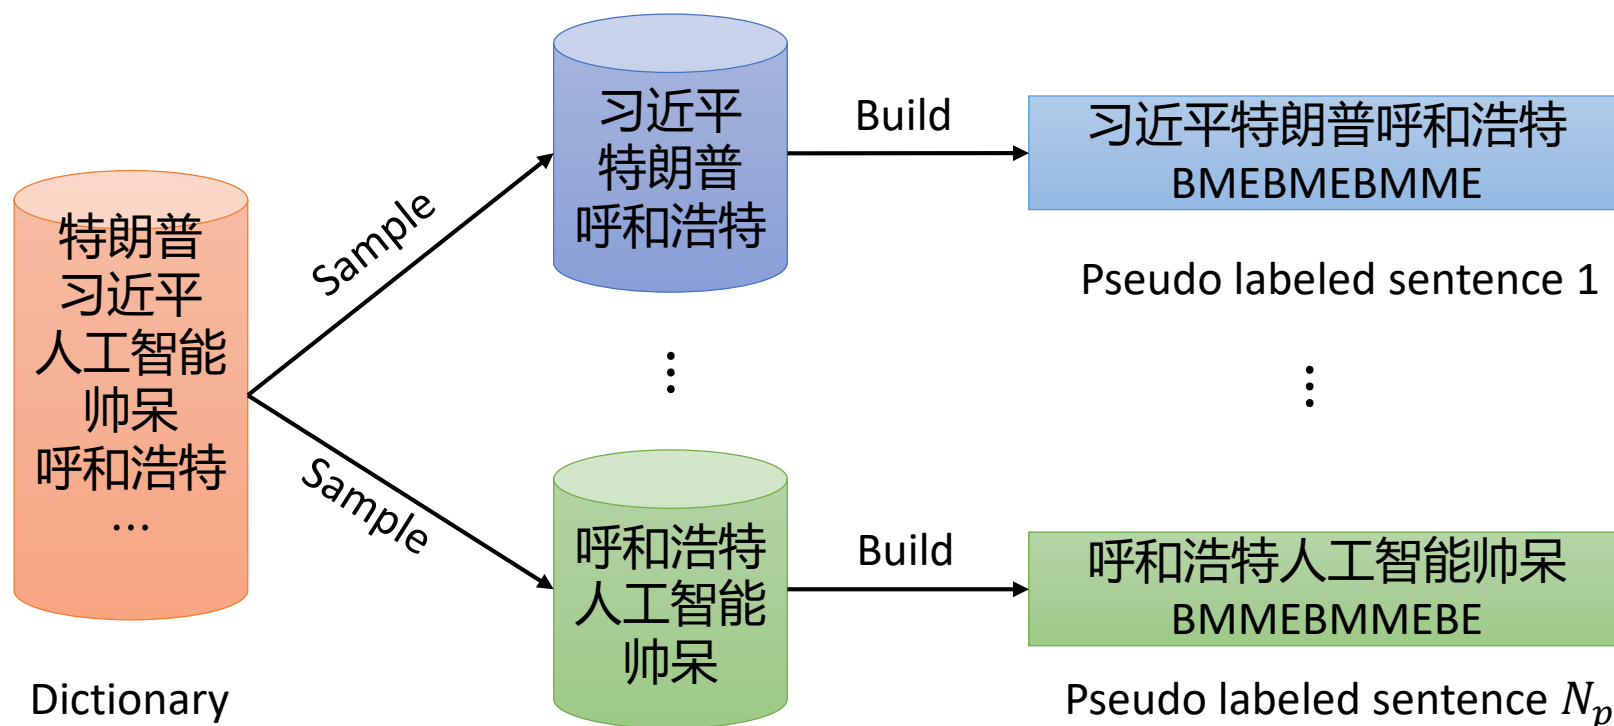 特朗普
习近平
人工智能
帅呆
呼和浩特
...
Dictionary
Sample
Sample
习近平
特朗普
呼和浩特
⋮
呼和浩特
人工智能
帅呆
Build
Build
习近平特朗普呼和浩特
BMEBMEBMME
Pseudo labeled sentence 1
⋮
呼和浩特人工智能帅呆
BMMEBMMEBE
Pseudo labeled sentence N_p